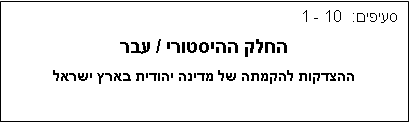 סעיפים: 10 - 1
החלק ההיסטורי / עבר
ההצדקות להקמתה של מדינה יהודית בארץ ישראל